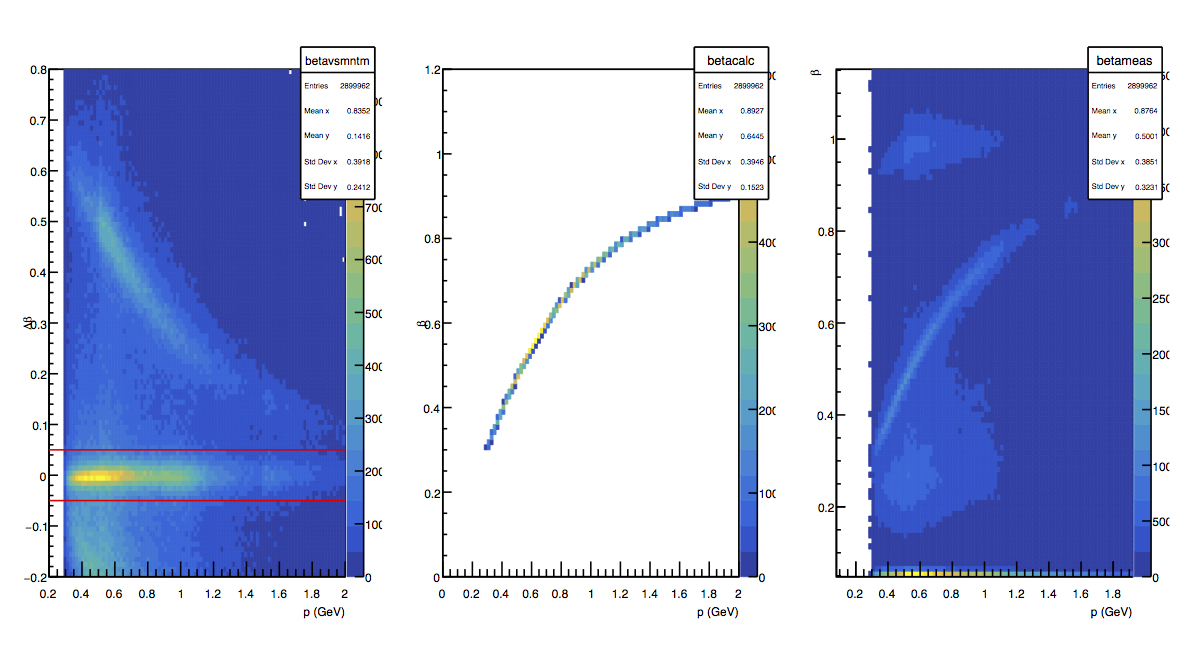 betavsmntm
Entries 2899962
Mean x 0.8352
Mean y 0.1416
Std Dev x 0.3918
Std Dev y 0.2412
0.8
0.7
0.6
0.5
0.4
0.3
0.2
0.1
0
−0.1
−0.2
Δβ
0.2 0.4 0.6 0.8 1 1.2 1.4 1.6 1.8 2
p (GeV)
700
600
500
400
300
200
100
0
betacalc
Entries 2899962
Mean x 0.8927
Mean y 0.6445
Std Dev x 0.3946
Std Dev y 0.1523
1.2
1
0.8
0.6
0.4
0.2
0
β
0 0.2 0.4 0.6 0.8 1 1.2 1.4 1.6 1.8 2
p (GeV)
400
300
200
100
0
betameas
Entries 2899962
Mean x 0.8764
Mean y 0.5001
Std Dev x 0.3851
Std Dev y 0.3231
β
1
0.8
0.6
0.4
0.2
0.2 0.4 0.6 0.8 1 1.2 1.4 1.6 1.8
p (GeV)
300
250
200
150
100
500
0